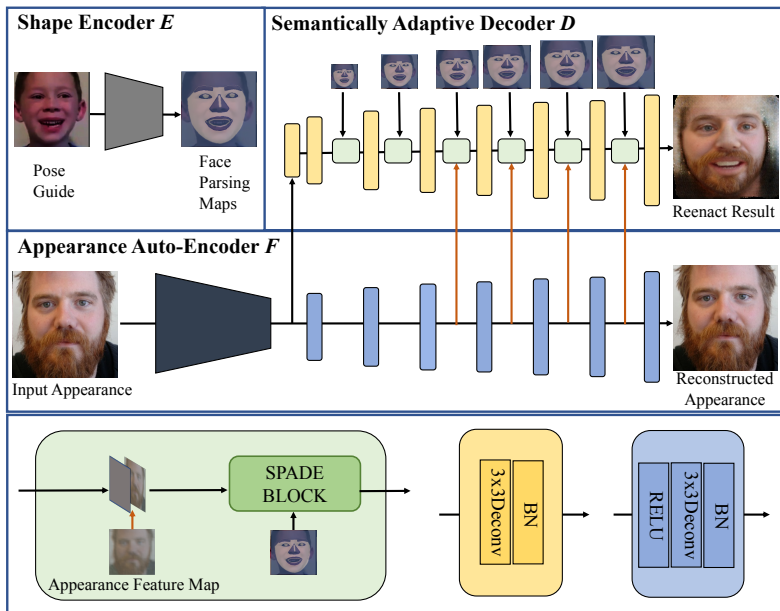 Shape Encoder E
Pose
Guide
Face
Parsing
Maps
Semantically Adaptive Decoder D
Reenact Result
Appearance Auto-Encoder F
Input Appearance
Reconstructed
Appearance
SPADE
BLOCK
Appearance Feature Map
3x3Deconv
BN
RELU
3x3Deconv
BN